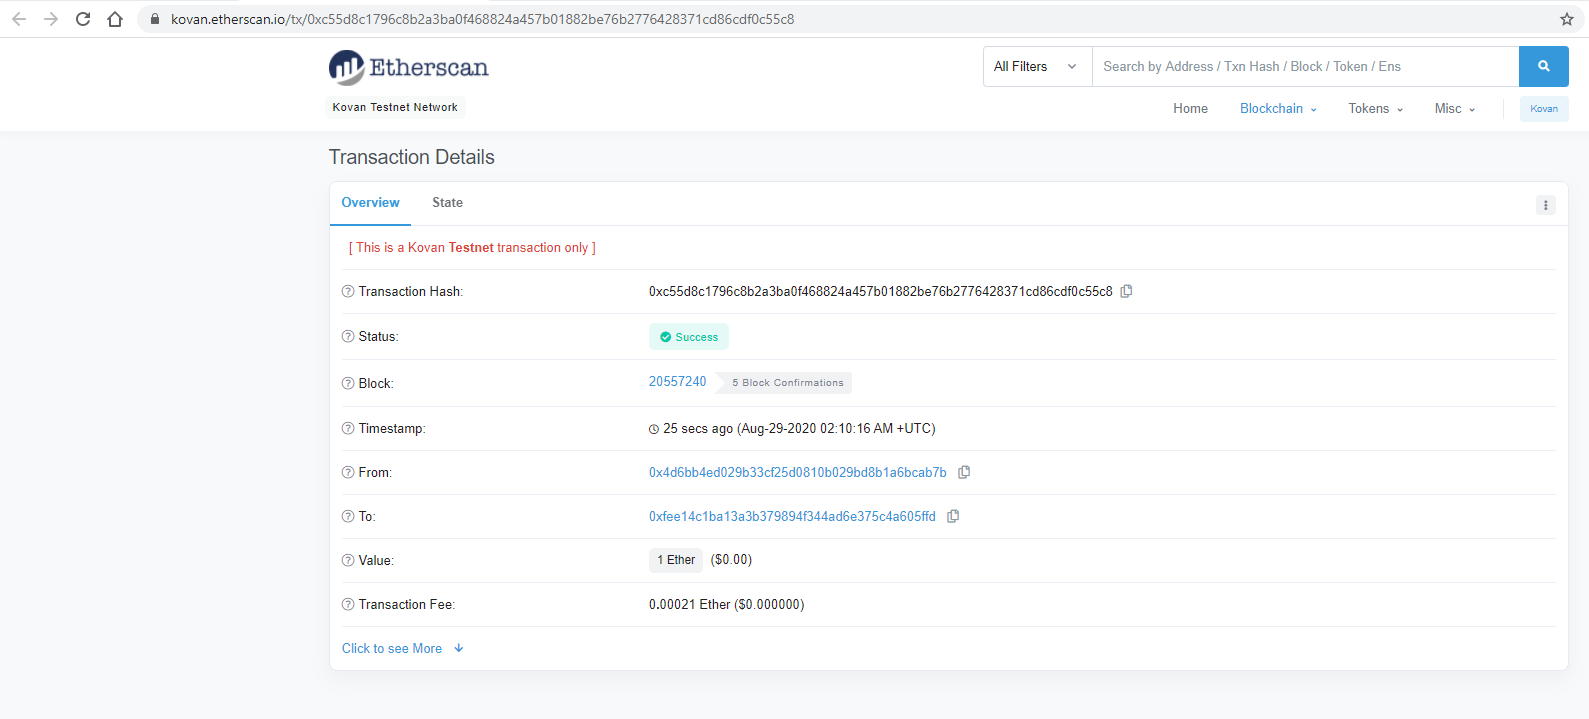 kovan.etherscan.io/tx/0xc55d8c1796c8b2a3ba0f468824a457b01882be76b2776428371cd86cdf0c55c8
Etherscan
All Filters
Search by Address / Txn Hash / Block / Token / Ens
Kovan Testnet Network
Home Blockchain Tokens Misc Kovan
Transaction Details
Overview State
[ This is a Kovan Testnet transaction only ]
Transaction Hash: 0xc55d8c1796c8b2a3ba0f468824a457b01882be76b2776428371cd86cdf0c55c8
Status: Success
Block: 20557240 5 Block Confirmations
Timestamp: 25 secs ago (Aug-29-2020 02:10:16 AM +UTC)
From: 0x4d6bb4ed029b33cf25d0810b029bd8b1a6bcab7b
To: 0xfee14c1ba13a3b379894f344ad6e375c4a605ffd
Value: 1 Ether ($0.00)
Transaction Fee: 0.00021 Ether ($0.000000)
Click to see More